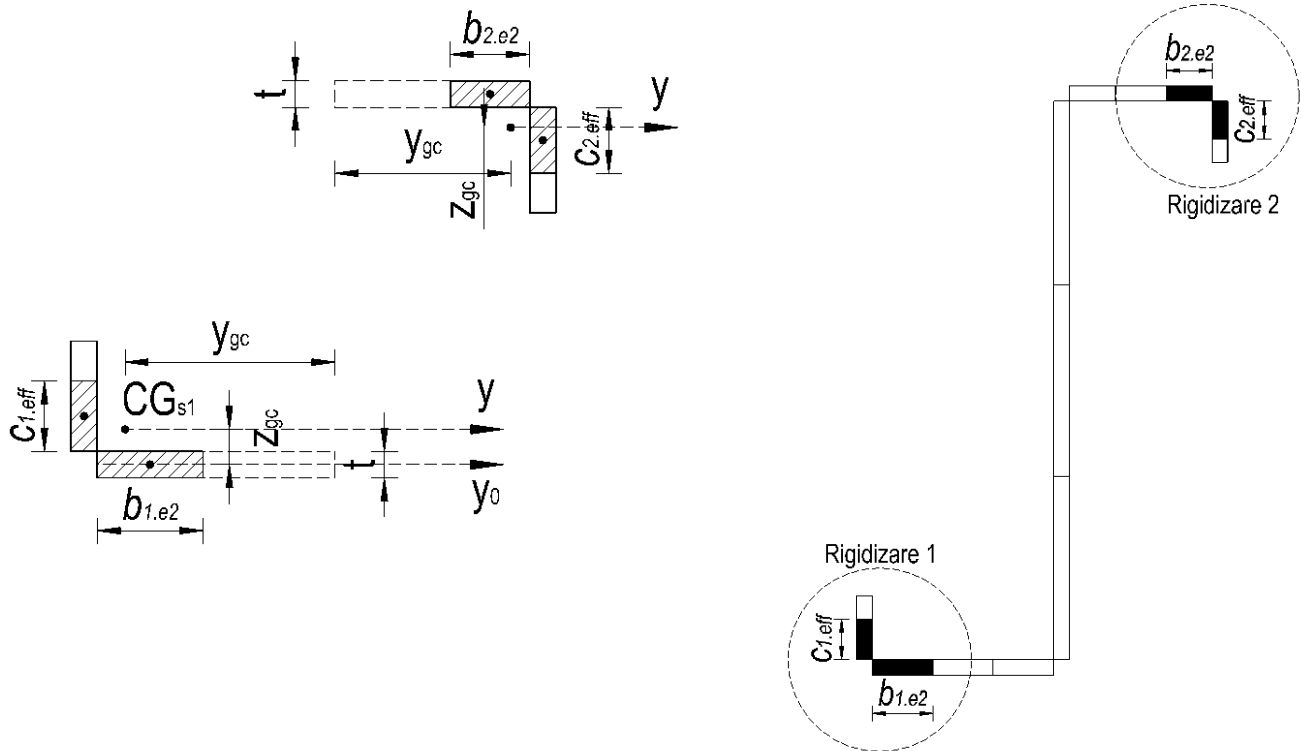 b2.e2
t
y
ygc
c2.eff
zgc
b2.e2
c2.eff
Rigidizare 2
ygc
c1.eff
CGs1
y
zgc
t
y0
b1.e2
Rigidizare 1
c1.eff
b1.e2